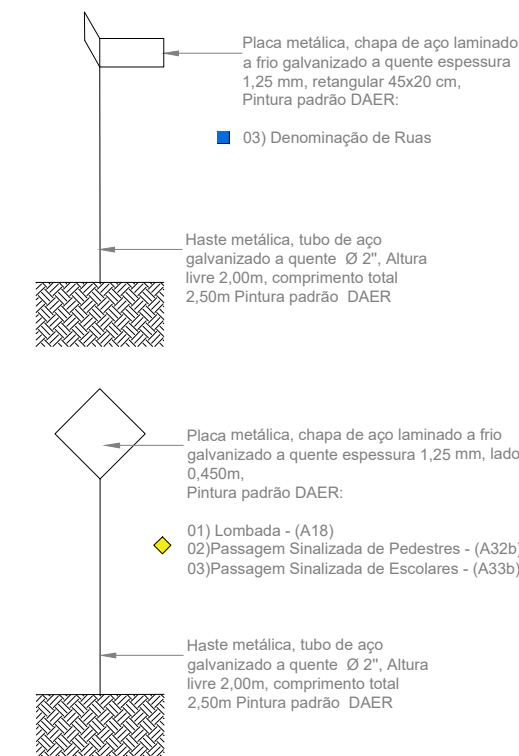 Placa metálica, chapa de aço laminado
a frio galvanizado a quente espessura
1,25 mm, retangular 45x20 cm,
Pintura padrão DAER:
03) Denominação de Ruas
Haste metálica, tubo de aço
galvanizado a quente Ø 2", Altura
livre 2,00m, comprimento total
2,50m Pintura padrão DAER
Placa metálica, chapa de aço laminado a frio
galvanizado a quente espessura 1,25 mm, lado
0,450m,
Pintura padrão DAER:
01) Lombada - (A18)
02)Passagem Sinalizada de Pedestres - (A32b)
03)Passagem Sinalizada de Escolares - (A33b)
Haste metálica, tubo de aço
galvanizado a quente Ø 2", Altura
livre 2,00m, comprimento total
2,50m Pintura padrão DAER